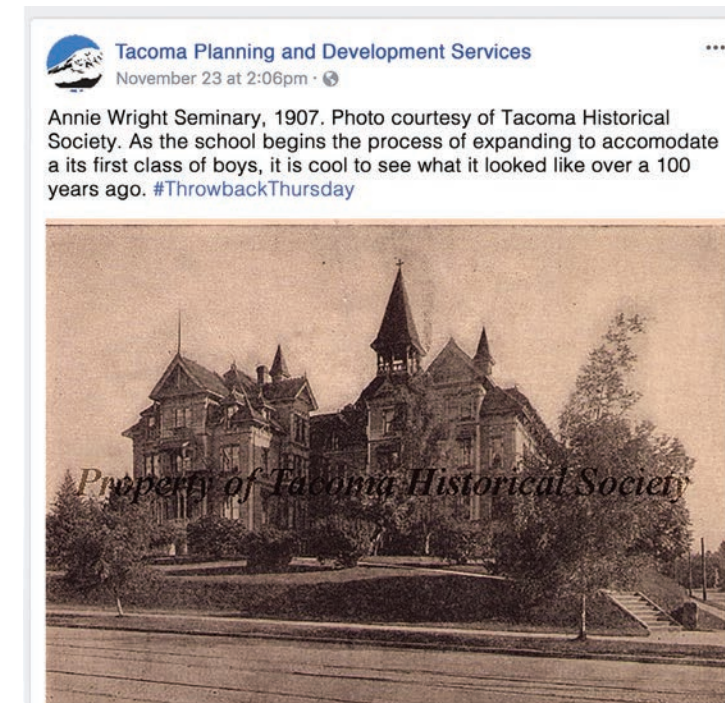 Tacoma Planning and Development Services
November 23 at 2:06pm ·
Annie Wright Seminary, 1907. Photo courtesy of Tacoma Historical
Society. As the school begins the process of expanding to accomodate
a its first class of boys, it is cool to see what it looked like over a 100
years ago. #ThrowbackThursday
Property of Tacoma Historical Society